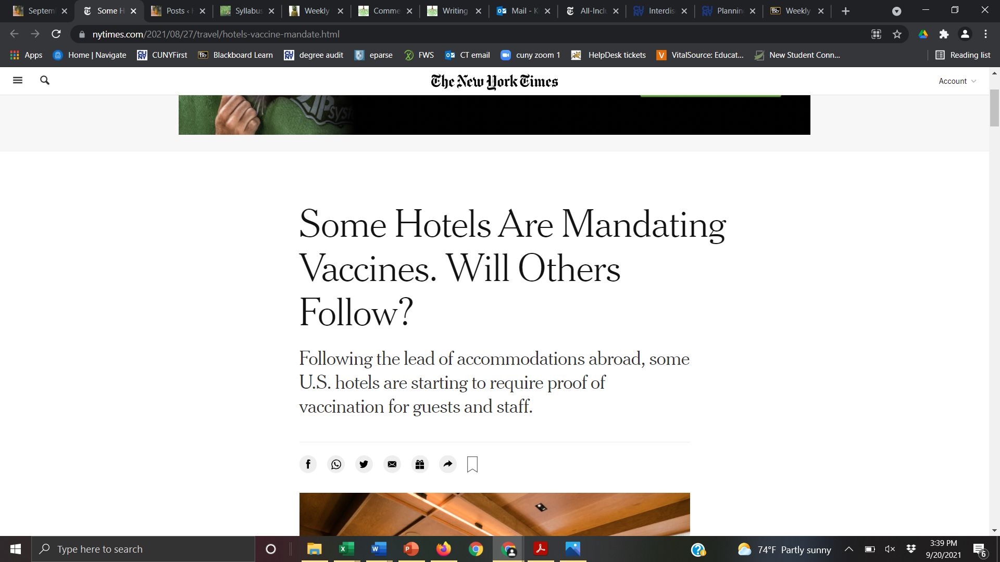 Septem
Some H
Posts ‹
Syllabus
Weekly
Comme
Writing
Mail - K
All-Incl
Interdis
Plannin
Weekly
nytimes.com/2021/08/27/travel/hotels-vaccine-mandate.html
Apps
Home | Navigate
CUNYFirst
Bb Blackboard Learn
degree audit
eparse
FWS
CT email
cuny zoom 1
HelpDesk tickets
V VitalSource: Educat...
New Student Conn...
Reading list
The New York Times
Account
ZIPsyst
Some Hotels Are Mandating
Vaccines. Will Others
Follow?
Following the lead of accommodations abroad, some
U.S. hotels are starting to require proof of
vaccination for guests and staff.
Type here to search
74°F Partly sunny
3:39 PM
9/20/2021
6